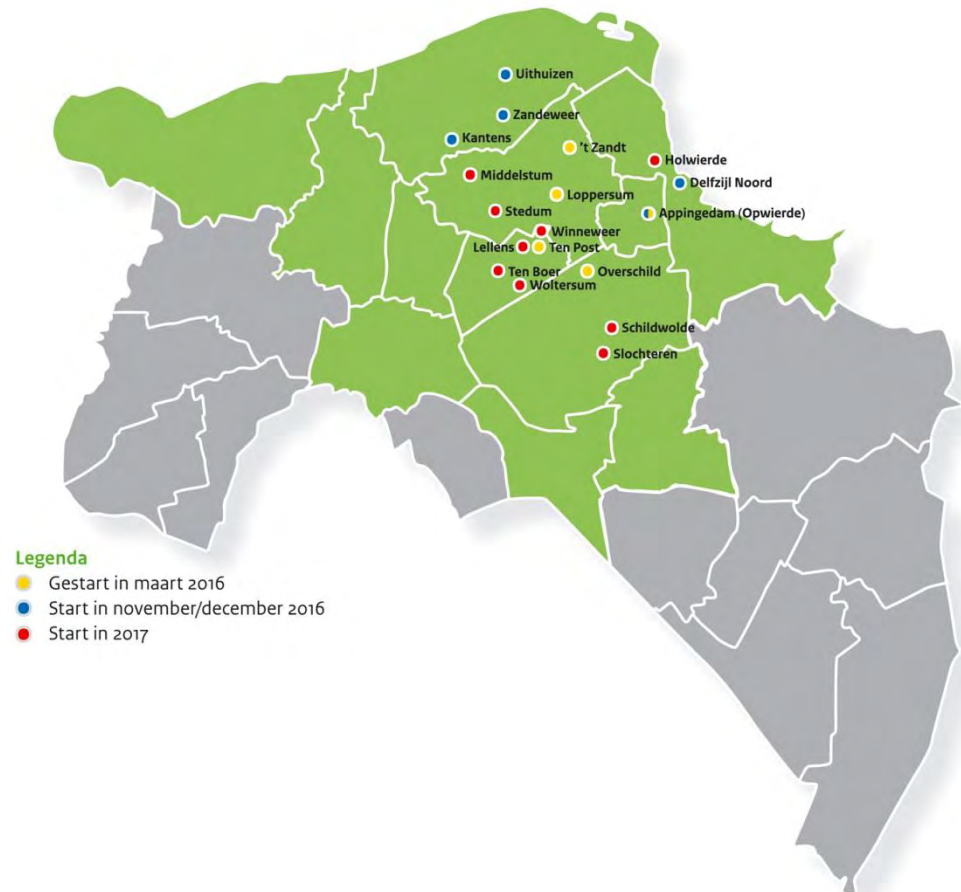 Uithuizen
Zandeweer
Kantens
't Zandt
Holwierde
Middelstum
Delfzijl Noord
Loppersum
Stedum
Appingedam (Opwierde)
Winneweer
Lellens
Ten Post
Ten Boer
Overschild
Woltersum
Schildwolde
Slochteren
Legenda
Gestart in maart 2016
Start in november/december 2016
Start in 2017